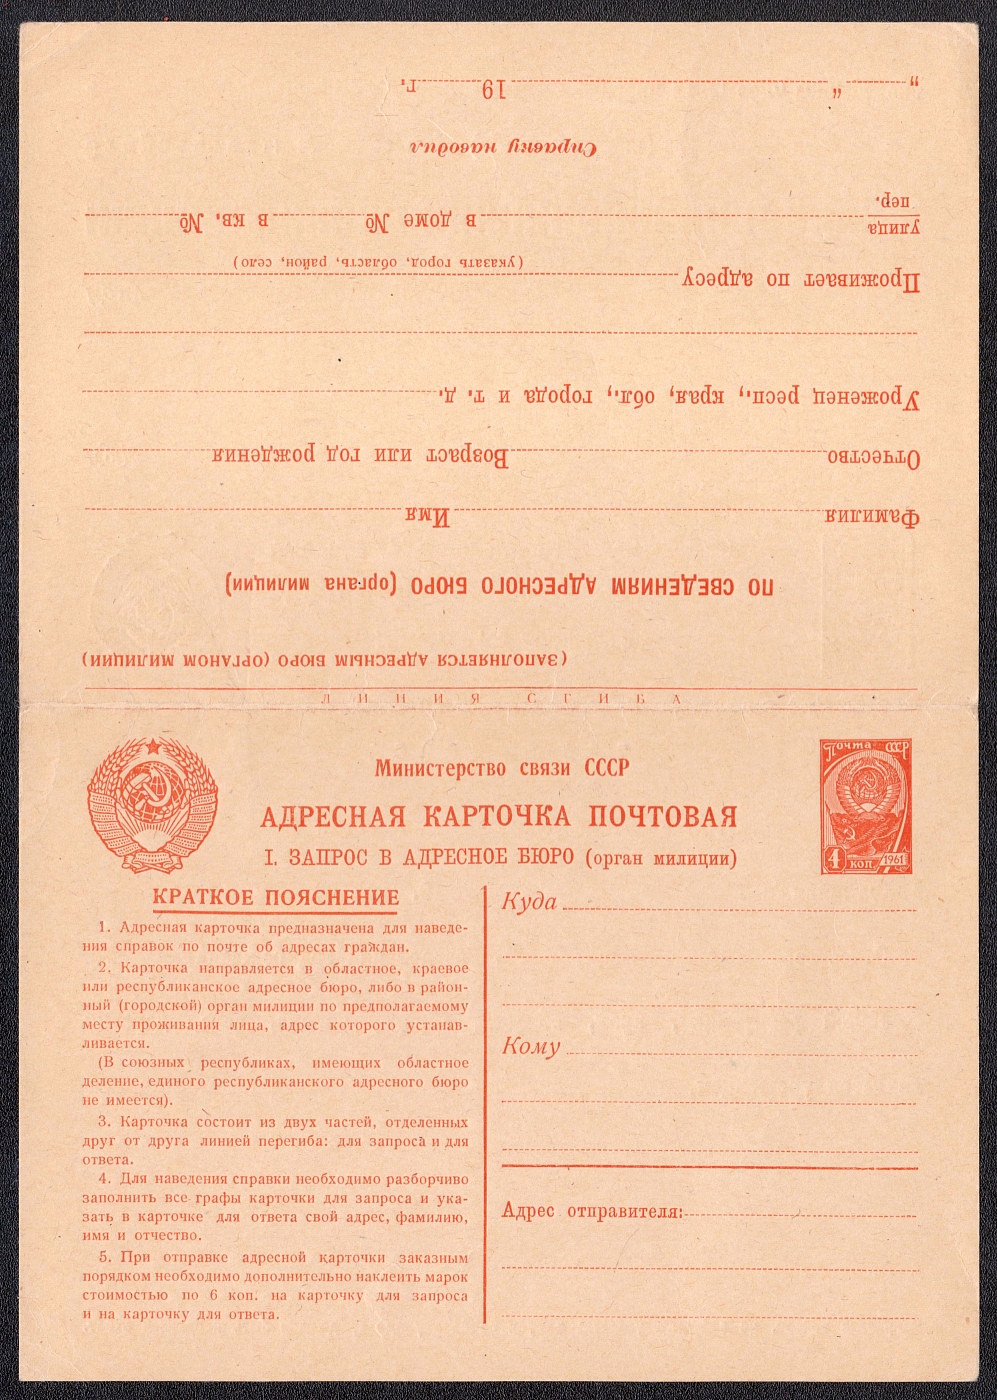 (ЗАПОЛНЯЕТСЯ АДРЕСНЫМ БЮРО (ОРГАНОМ МИЛИЦИИ)
ПО СВЕДЕНИЯМ АДРЕСНОГО БЮРО (органа милиции)
Фамилия Имя
Отчество Возраст или год рождения
Уроженец респ., края, обл., города и т. д.
Проживает по адресу
(указать город, область, район, село)
улица
пер. в доме № в кв. №
Справку наводил
" " 19 г.
ЛИНИЯ СГИБА
Министерство связи СССР
АДРЕСНАЯ КАРТОЧКА ПОЧТОВАЯ
I. ЗАПРОС В АДРЕСНОЕ БЮРО (орган милиции)
Почта СССР
4 коп. 1961
КРАТКОЕ ПОЯСНЕНИЕ
1. Адресная карточка предназначена для наведе-
ния справок по почте об адресах граждан.
2. Карточка направляется в областное, краевое
или республиканское адресное бюро, либо в район-
ный (городской) орган милиции по предполагаемому
месту проживания лица, адрес которого устанав-
ливается.
(В союзных республиках, имеющих областное
деление, единого республиканского адресного бюро
не имеется).
3. Карточка состоит из двух частей, отделенных
друг от друга линией перегиба: для запроса и для
ответа.
4. Для наведения справки необходимо разборчиво
заполнить все графы карточки для запроса и ука-
зать в карточке для ответа свой адрес, фамилию,
имя и отчество.
5. При отправке адресной карточки заказным
порядком необходимо дополнительно наклеить марок
стоимостью по 6 коп. на карточку для запроса
и на карточку для ответа.
Куда
Кому
Адрес отправителя: